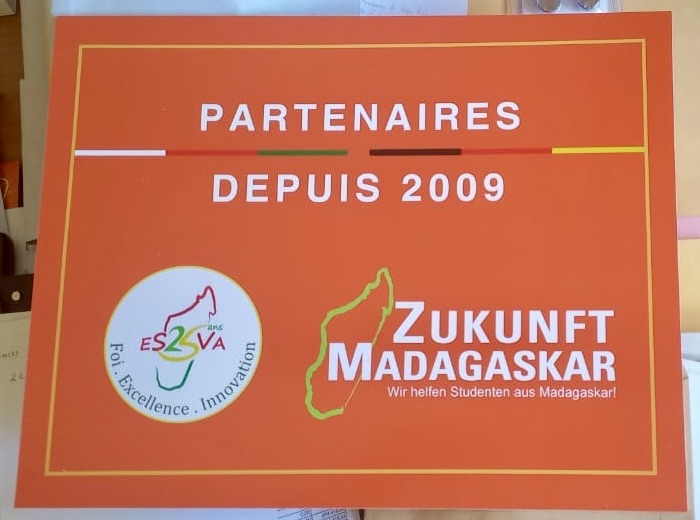 PARTENAIRES
DEPUIS 2009
ans
ES25VA
Foi . Excellence . Innovation
ZUKUNFT
MADAGASKAR
Wir helfen Studenten aus Madagaskar!